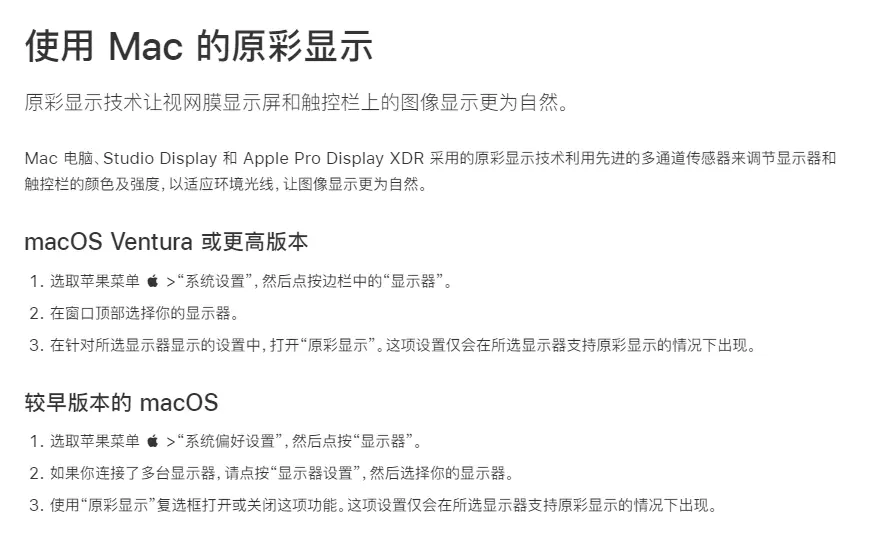 使用 Mac 的原彩显示
原彩显示技术让视网膜显示屏和触控栏上的图像显示更为自然。
Mac 电脑、Studio Display 和 Apple Pro Display XDR 采用的原彩显示技术利用先进的多通道传感器来调节显示器和
触控栏的颜色及强度，以适应环境光线，让图像显示更为自然。
macOS Ventura 或更高版本
1. 选取苹果菜单  >“系统设置”，然后点按边栏中的“显示器”。
2. 在窗口顶部选择你的显示器。
3. 在针对所选显示器显示的设置中，打开“原彩显示”。这项设置仅会在所选显示器支持原彩显示的情况下出现。
较早版本的 macOS
1. 选取苹果菜单  >“系统偏好设置”，然后点按“显示器”。
2. 如果你连接了多台显示器，请点按“显示器设置”，然后选择你的显示器。
3. 使用“原彩显示”复选框打开或关闭这项功能。这项设置仅会在所选显示器支持原彩显示的情况下出现。